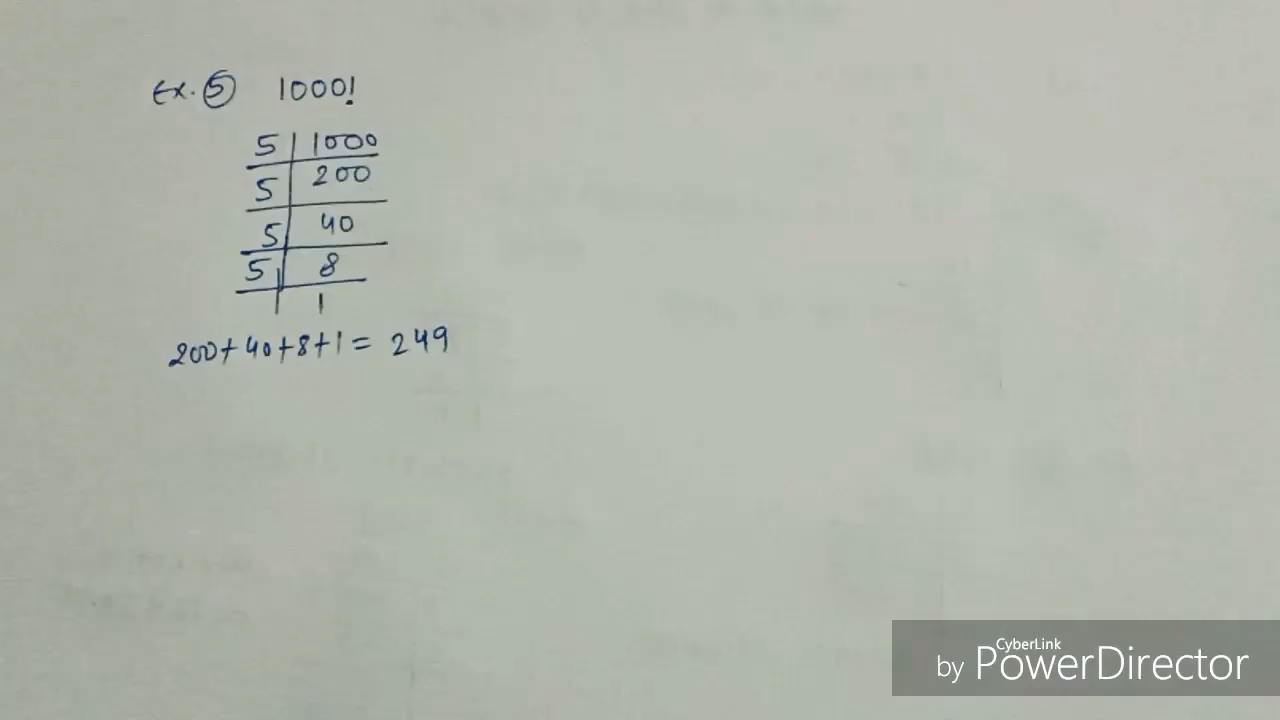 Ex. 5 1000!
5 | 1000
5 | 200
5 | 40
5 | 8
| 1
200+40+8+1= 249
CyberLink
by PowerDirector